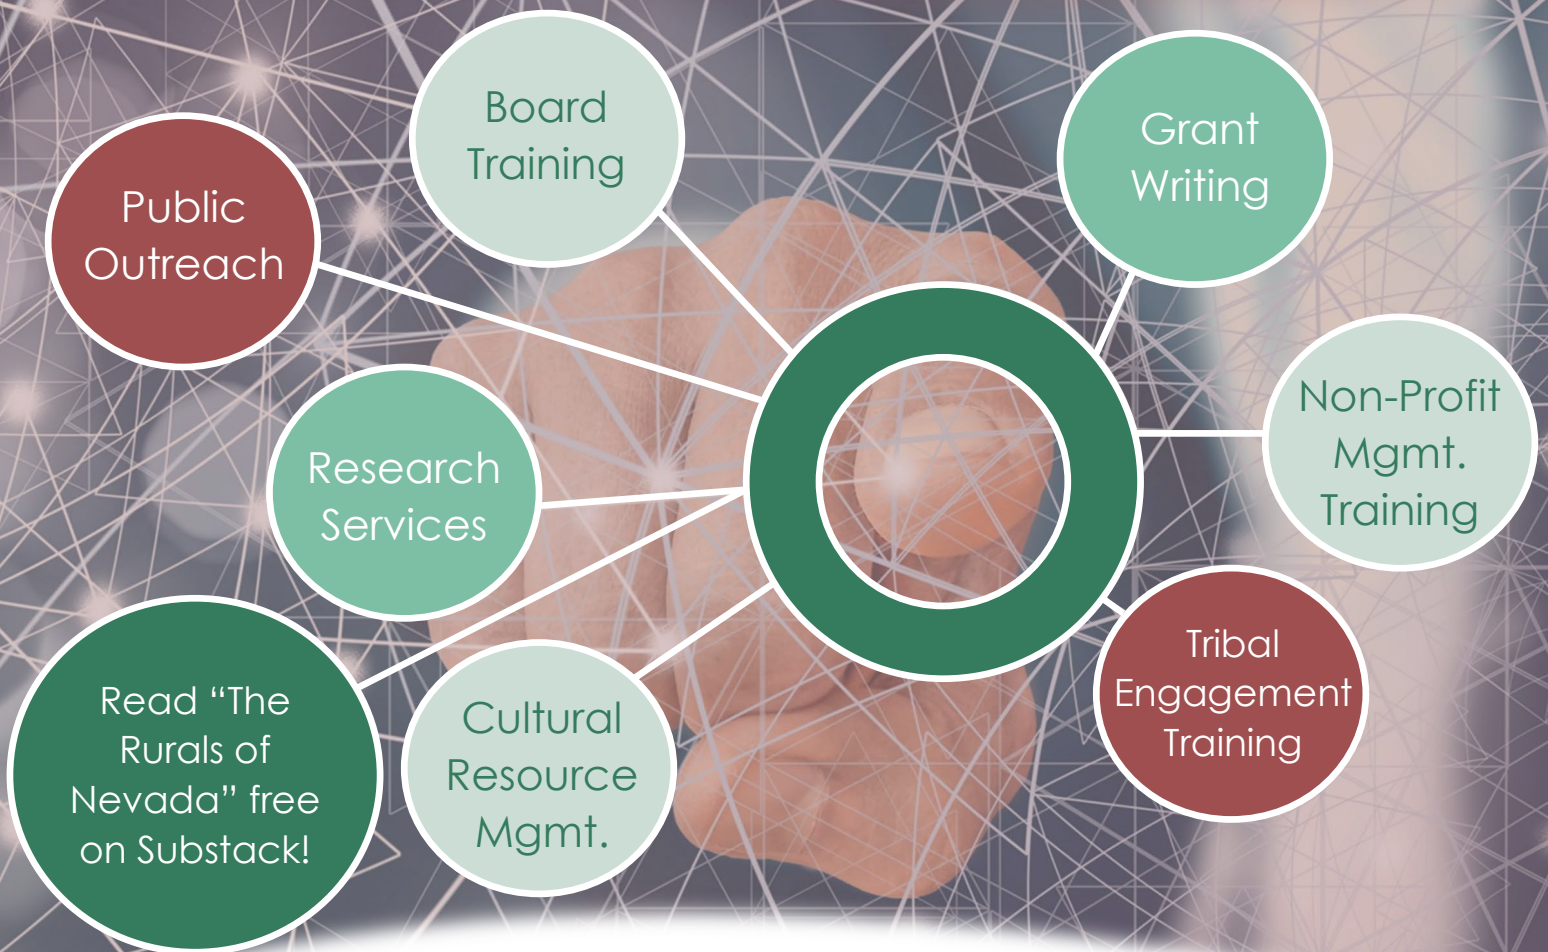 Board
Training
Grant
Writing
Public
Outreach
Non-Profit
Mgmt.
Training
Research
Services
Tribal
Engagement
Training
Read “The
Rurals of
Nevada” free
on Substack!
Cultural
Resource
Mgmt.